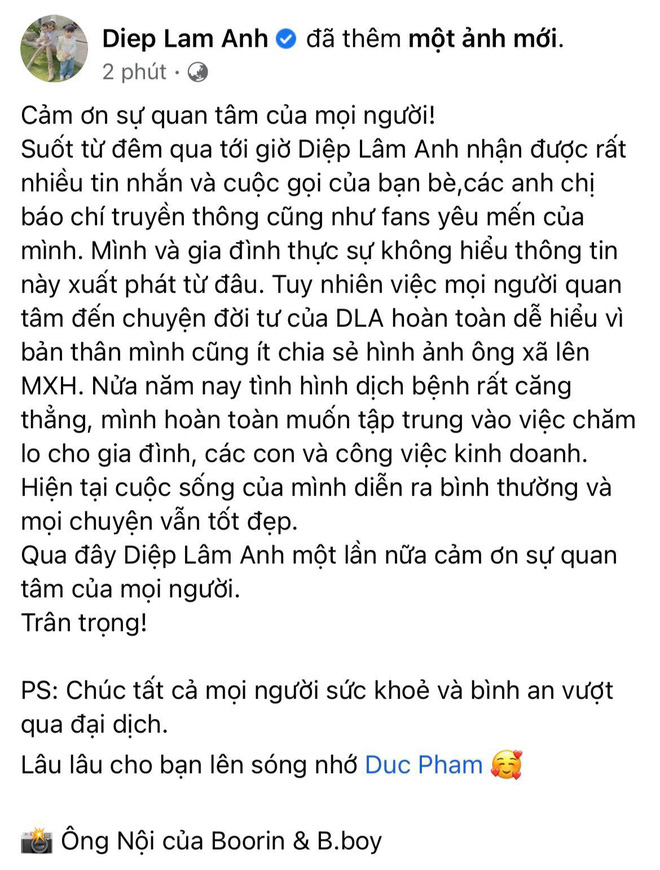 Diep Lam Anh đã thêm một ảnh mới.
2 phút ·
Cảm ơn sự quan tâm của mọi người!
Suốt từ đêm qua tới giờ Diệp Lâm Anh nhận được rất
nhiều tin nhắn và cuộc gọi của bạn bè,các anh chị
báo chí truyền thông cũng như fans yêu mến của
mình. Mình và gia đình thực sự không hiểu thông tin
này xuất phát từ đâu. Tuy nhiên việc mọi người quan
tâm đến chuyện đời tư của DLA hoàn toàn dễ hiểu vì
bản thân mình cũng ít chia sẻ hình ảnh ông xã lên
MXH. Nửa năm nay tình hình dịch bệnh rất căng
thẳng, mình hoàn toàn muốn tập trung vào việc chăm
lo cho gia đình, các con và công việc kinh doanh.
Hiện tại cuộc sống của mình diễn ra bình thường và
mọi chuyện vẫn tốt đẹp.
Qua đây Diệp Lâm Anh một lần nữa cảm ơn sự quan
tâm của mọi người.
Trân trọng!
PS: Chúc tất cả mọi người sức khoẻ và bình an vượt
qua đại dịch.
Lâu lâu cho bạn lên sóng nhớ Duc Pham 🥰
📸 Ông Nội của Boorin & B.boy